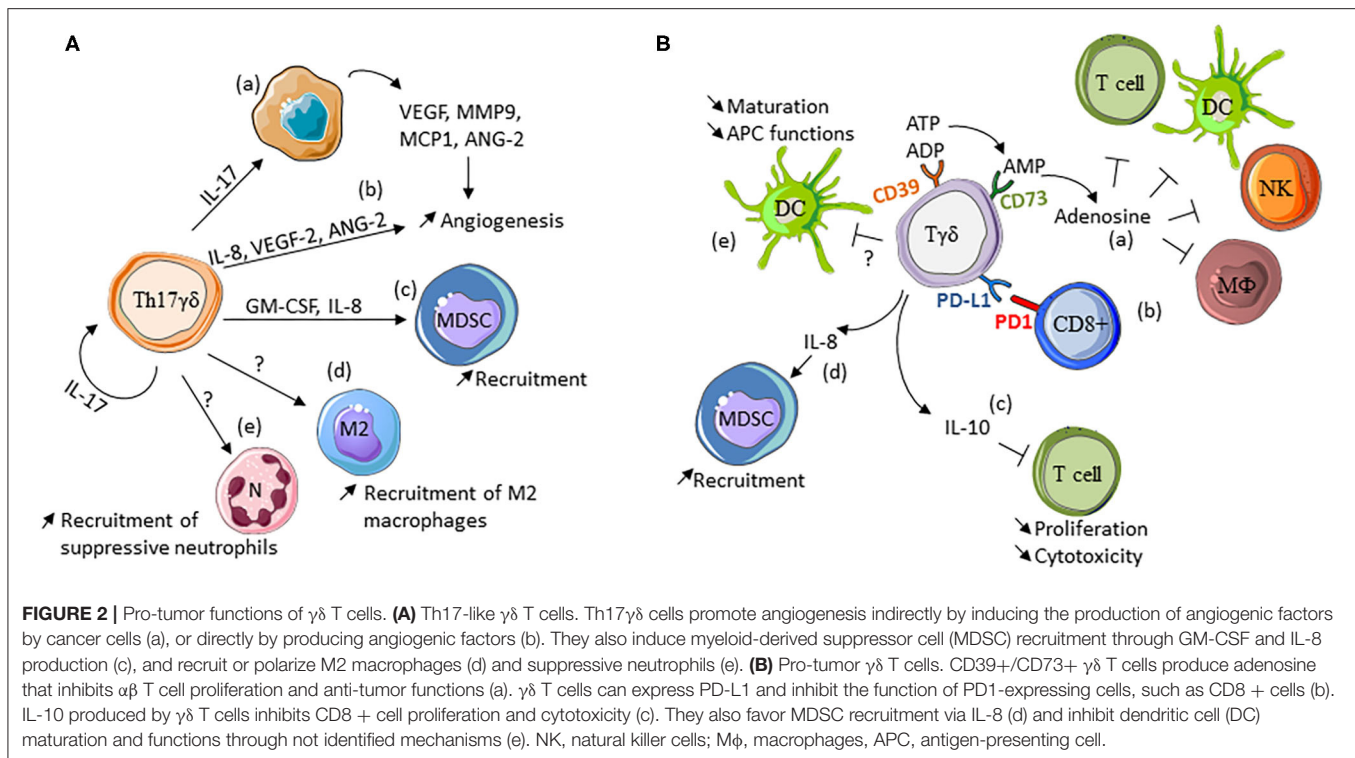 A
(a)
VEGF, MMP9,
MCP1, ANG-2
IL-17
(b)
↗ Angiogenesis
IL-8, VEGF-2, ANG-2
Th17γδ
GM-CSF, IL-8
(c)
MDSC
↗ Recruitment
IL-17
?
(d)
M2
↗ Recruitment of M2
macrophages
?
(e)
N
↗ Recruitment of
suppressive neutrophils
B
T cell
DC
NK
MΦ
↘ Maturation
↘ APC functions
ATP
ADP
AMP
CD39
CD73
Adenosine
(a)
DC
(e)
?
Tγδ
PD-L1
PD1
CD8+
(b)
IL-8
(d)
MDSC
↗ Recruitment
(c)
IL-10
T cell
↘ Proliferation
↘ Cytotoxicity
FIGURE 2 | Pro-tumor functions of γδ T cells. (A) Th17-like γδ T cells. Th17γδ cells promote angiogenesis indirectly by inducing the production of angiogenic factors
by cancer cells (a), or directly by producing angiogenic factors (b). They also induce myeloid-derived suppressor cell (MDSC) recruitment through GM-CSF and IL-8
production (c), and recruit or polarize M2 macrophages (d) and suppressive neutrophils (e). (B) Pro-tumor γδ T cells. CD39+/CD73+ γδ T cells produce adenosine
that inhibits αβ T cell proliferation and anti-tumor functions (a). γδ T cells can express PD-L1 and inhibit the function of PD1-expressing cells, such as CD8 + cells (b).
IL-10 produced by γδ T cells inhibits CD8 + cell proliferation and cytotoxicity (c). They also favor MDSC recruitment via IL-8 (d) and inhibit dendritic cell (DC)
maturation and functions through not identified mechanisms (e). NK, natural killer cells; Mϕ, macrophages, APC, antigen-presenting cell.